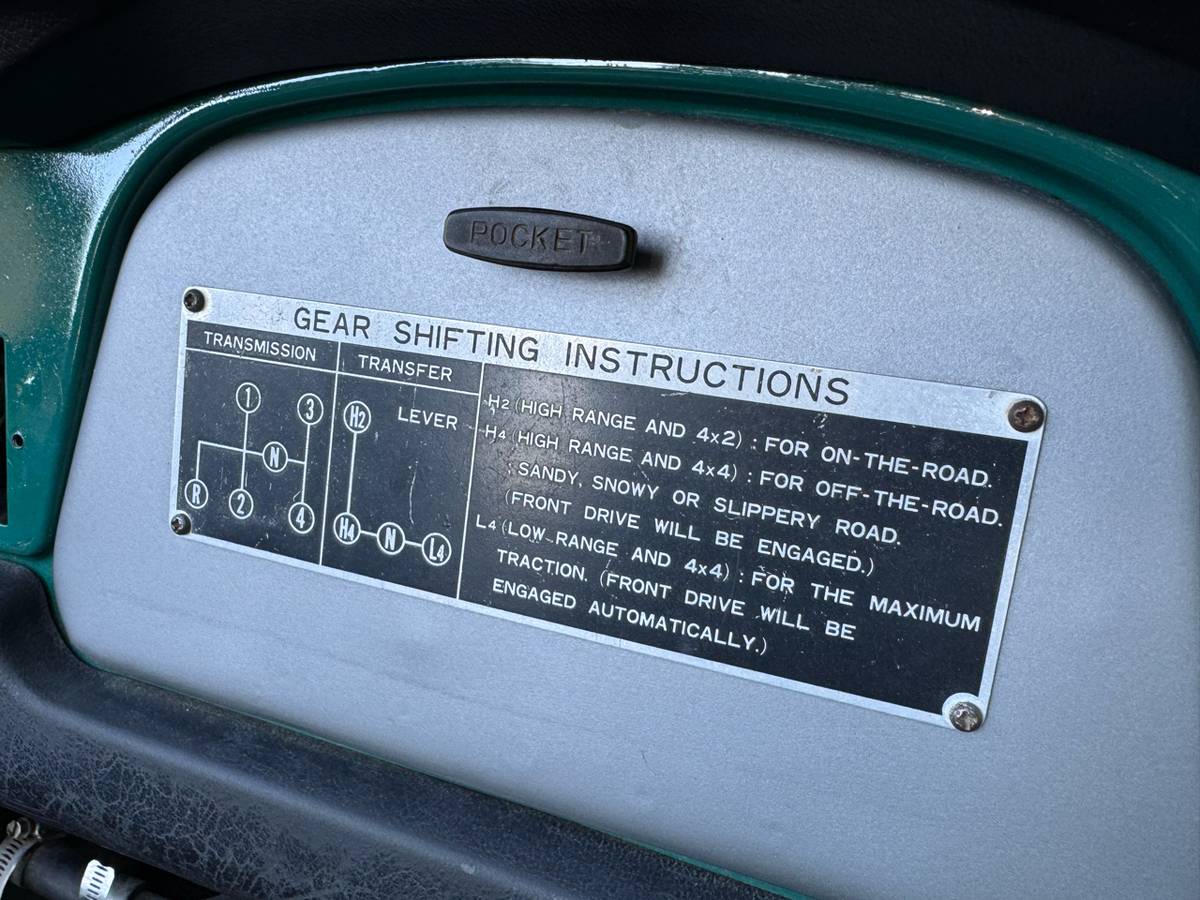 POCKET
GEAR SHIFTING INSTRUCTIONS
TRANSMISSION
1 3
N
R 2 4
TRANSFER
H2 LEVER
H4 N L4
H2 (HIGH RANGE AND 4x2) : FOR ON-THE-ROAD.
H4 (HIGH RANGE AND 4x4) : FOR OFF-THE-ROAD.
: SANDY, SNOWY OR SLIPPERY ROAD.
(FRONT DRIVE WILL BE ENGAGED.)
L4 (LOW RANGE AND 4x4) : FOR THE MAXIMUM
TRACTION. (FRONT DRIVE WILL BE
ENGAGED AUTOMATICALLY.)